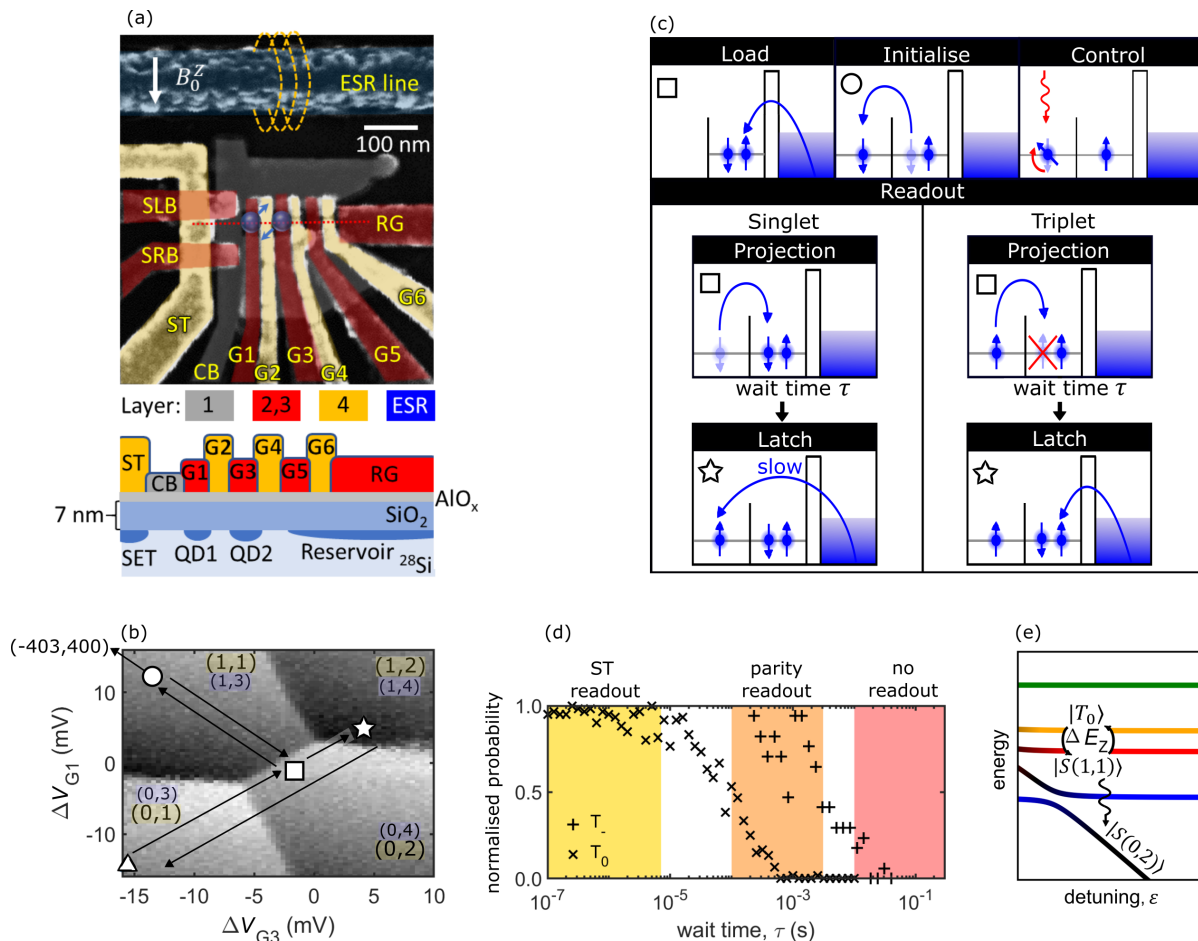 (a)
B₀ᶻ
ESR line
100 nm
SLB
RG
SRB
ST
G6
CB
G1
G2
G3
G4
G5
Layer: 1 2,3 4 ESR
ST
CB
G1
G2
G3
G4
G5
G6
RG
AlOₓ
7 nm
SiO₂
SET
QD1
QD2
Reservoir
²⁸Si
(c)
Load
Initialise
Control
Readout
Singlet
Triplet
Projection
Projection
wait time τ
wait time τ
Latch
Latch
slow
(b)
(-403,400)
(1,1)
(1,3)
(1,2)
(1,4)
(0,3)
(0,1)
(0,4)
(0,2)
10
0
-10
ΔV_G1 (mV)
-15 -10 -5 0 5 10
ΔV_G3 (mV)
(d)
ST readout
parity readout
no readout
normalised probability
1.0
0.5
0.0
+ T₋
× T₀
10⁻⁷ 10⁻⁵ 10⁻³ 10⁻¹
wait time, τ (s)
(e)
energy
|T₀⟩
ΔE_Z
|S(1,1)⟩
|S(0,2)⟩
detuning, ε